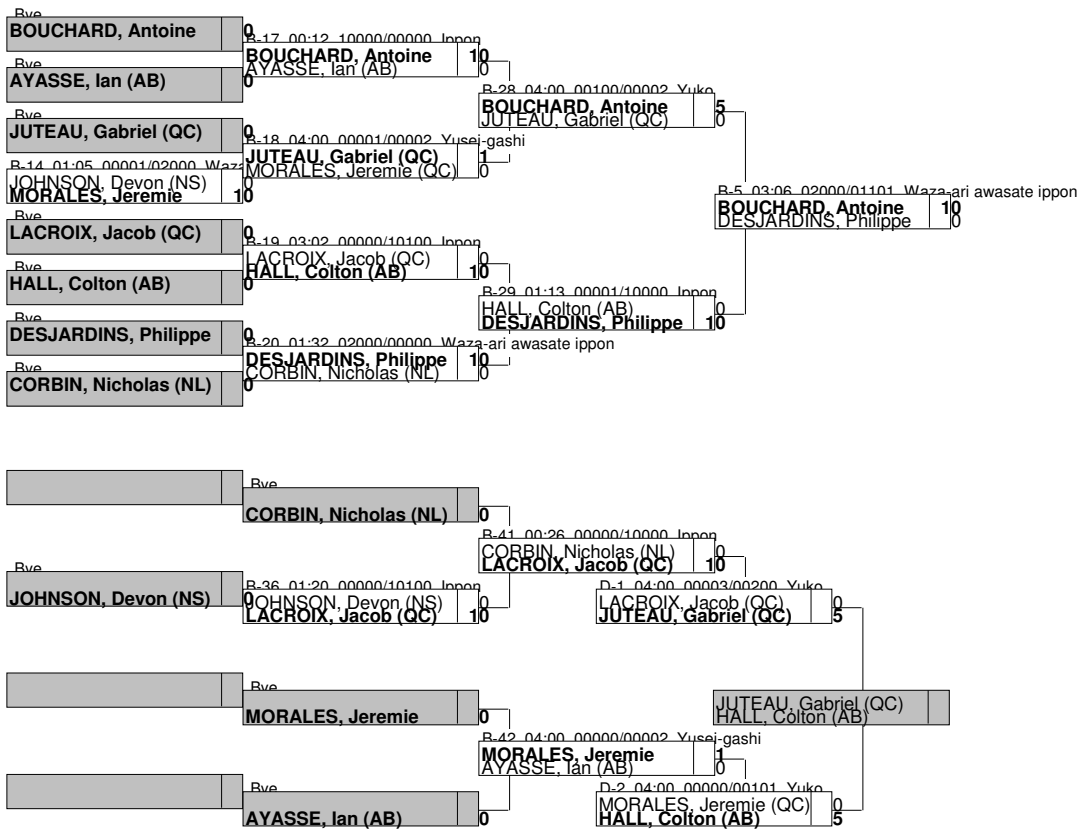 Bye
BOUCHARD, Antoine 0
Bye
AYASSE, Ian (AB) 0
Bye
JUTEAU, Gabriel (QC) 0
B-14 01:05 00001/02000 Waza
JOHNSON, Devon (NS) 0
MORALES, Jeremie 10
Bye
LACROIX, Jacob (QC) 0
Bye
HALL, Colton (AB) 0
Bye
DESJARDINS, Philippe 0
Bye
CORBIN, Nicholas (NL) 0
B-17 00:12 10000/00000 Ippon
BOUCHARD, Antoine 10
AYASSE, Ian (AB) 0
B-18 04:00 00001/00002 Yusei-gashi
JUTEAU, Gabriel (QC) 1
MORALES, Jeremie (QC) 0
B-19 03:02 00000/10100 Ippon
LACROIX, Jacob (QC) 0
HALL, Colton (AB) 10
B-20 01:32 02000/00000 Waza-ari awasate ippon
DESJARDINS, Philippe 10
CORBIN, Nicholas (NL) 0
B-28 04:00 00100/00002 Yuko
BOUCHARD, Antoine 5
JUTEAU, Gabriel (QC) 0
B-29 01:13 00001/10000 Ippon
HALL, Colton (AB) 0
DESJARDINS, Philippe 10
B-5 03:06 02000/01101 Waza-ari awasate ippon
BOUCHARD, Antoine 10
DESJARDINS, Philippe 0
Bye
CORBIN, Nicholas (NL) 0
Bye
JOHNSON, Devon (NS) 0
B-36 01:20 00000/10100 Ippon
JOHNSON, Devon (NS) 0
LACROIX, Jacob (QC) 10
B-41 00:26 00000/10000 Ippon
CORBIN, Nicholas (NL) 0
LACROIX, Jacob (QC) 10
D-1 04:00 00003/00200 Yuko
LACROIX, Jacob (QC) 0
JUTEAU, Gabriel (QC) 5
Bye
MORALES, Jeremie 0
Bye
AYASSE, Ian (AB) 0
B-42 04:00 00000/00002 Yusei-gashi
MORALES, Jeremie 1
AYASSE, Ian (AB) 0
D-2 04:00 00000/00101 Yuko
MORALES, Jeremie (QC) 0
HALL, Colton (AB) 5
JUTEAU, Gabriel (QC)
HALL, Colton (AB)